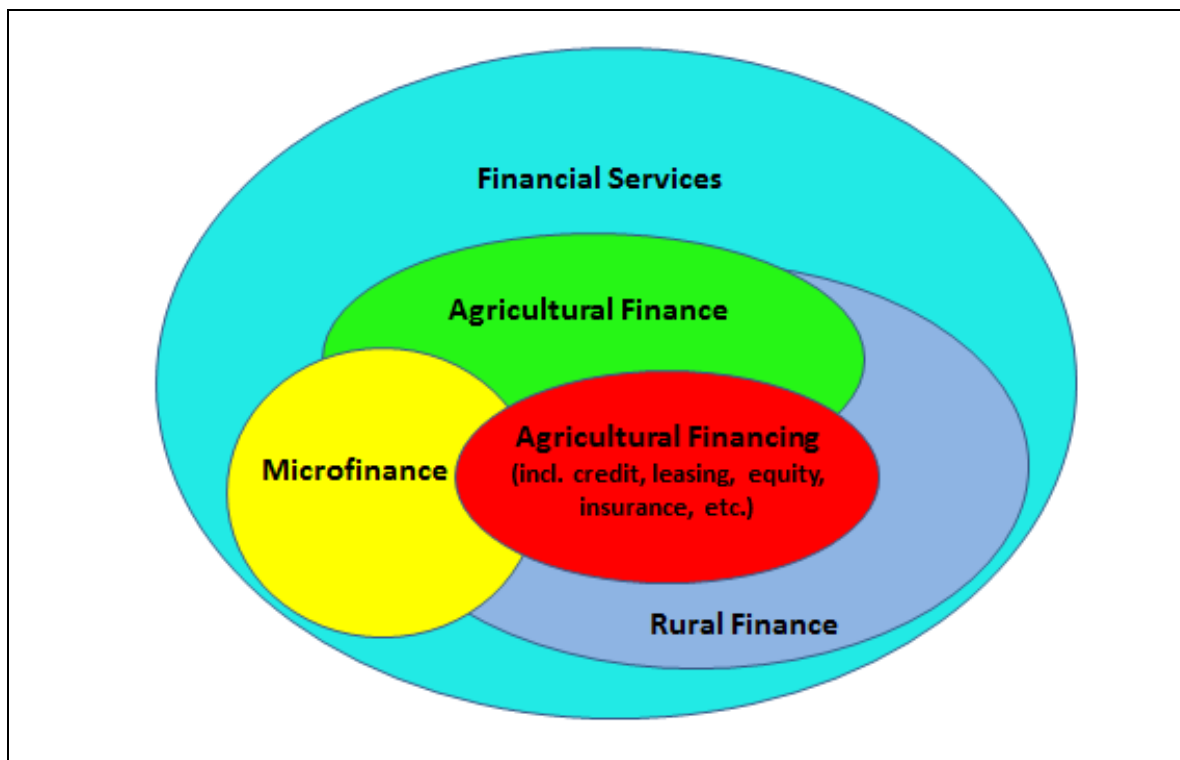 Financial Services
Agricultural Finance
Agricultural Financing
(incl. credit, leasing, equity,
insurance, etc.)
Microfinance
Rural Finance